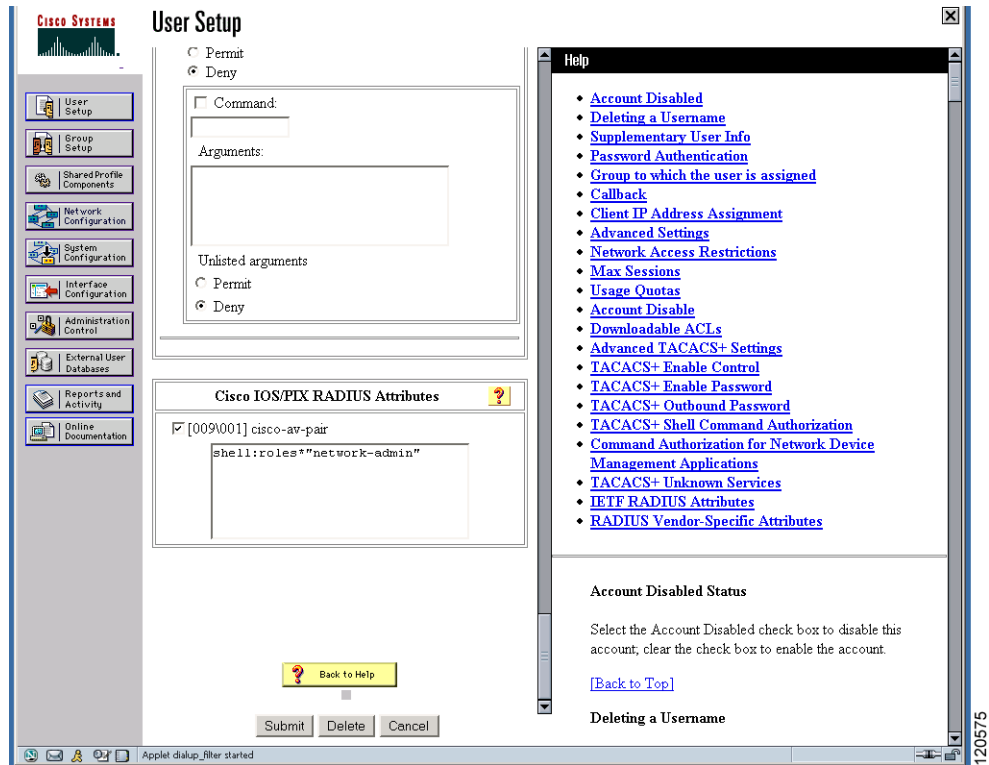 CISCO SYSTEMS
User Setup
User
Setup
Group
Setup
Shared Profile
Components
Network
Configuration
System
Configuration
Interface
Configuration
Administration
Control
External User
Databases
Reports and
Activity
Online
Documentation
Permit
Deny
Command:
Arguments:
Unlisted arguments
Permit
Deny
Cisco IOS/PIX RADIUS Attributes
?
[009\001] cisco-av-pair
shell:roles*"network-admin"
? Back to Help
Submit
Delete
Cancel
Help
Account Disabled
Deleting a Username
Supplementary User Info
Password Authentication
Group to which the user is assigned
Callback
Client IP Address Assignment
Advanced Settings
Network Access Restrictions
Max Sessions
Usage Quotas
Account Disable
Downloadable ACLs
Advanced TACACS+ Settings
TACACS+ Enable Control
TACACS+ Enable Password
TACACS+ Outbound Password
TACACS+ Shell Command Authorization
Command Authorization for Network Device
Management Applications
TACACS+ Unknown Services
IETF RADIUS Attributes
RADIUS Vendor-Specific Attributes
Account Disabled Status
Select the Account Disabled check box to disable this
account; clear the check box to enable the account.
[Back to Top]
Deleting a Username
Applet dialup_filter started
120575